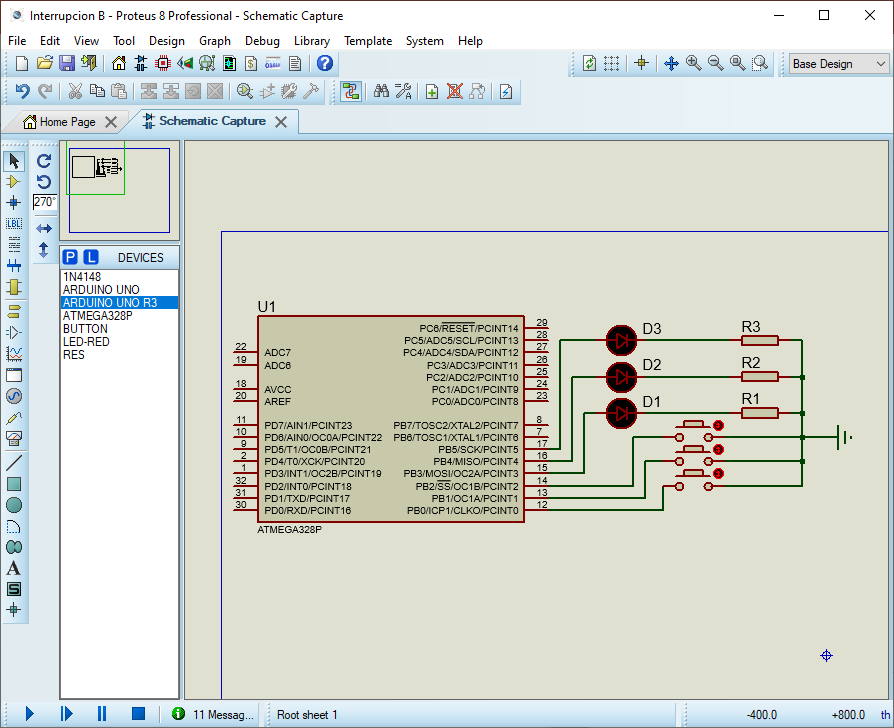 Interrupcion B - Proteus 8 Professional - Schematic Capture
File Edit View Tool Design Graph Debug Library Template System Help
Base Design
Home Page Schematic Capture
270°
LBL
P L DEVICES
1N4148
ARDUINO UNO
ARDUINO UNO R3
ATMEGA328P
BUTTON
LED-RED
RES
U1
22 ADC7
19 ADC6
18 AVCC
20 AREF
11 PD7/AIN1/PCINT23
10 PD6/AIN0/OC0A/PCINT22
9 PD5/T1/OC0B/PCINT21
2 PD4/T0/XCK/PCINT20
1 PD3/INT1/OC2B/PCINT19
32 PD2/INT0/PCINT18
31 PD1/TXD/PCINT17
30 PD0/RXD/PCINT16
PC6/RESET/PCINT14 29
PC5/ADC5/SCL/PCINT13 28
PC4/ADC4/SDA/PCINT12 27
PC3/ADC3/PCINT11 26
PC2/ADC2/PCINT10 25
PC1/ADC1/PCINT9 24
PC0/ADC0/PCINT8 23
PB7/TOSC2/XTAL2/PCINT7 8
PB6/TOSC1/XTAL1/PCINT6 7
PB5/SCK/PCINT5 17
PB4/MISO/PCINT4 16
PB3/MOSI/OC2A/PCINT3 15
PB2/SS/OC1B/PCINT2 14
PB1/OC1A/PCINT1 13
PB0/ICP1/CLKO/PCINT0 12
ATMEGA328P
D3 R3
D2 R2
D1 R1
A
S
11 Messag... Root sheet 1 -400.0 +800.0 th